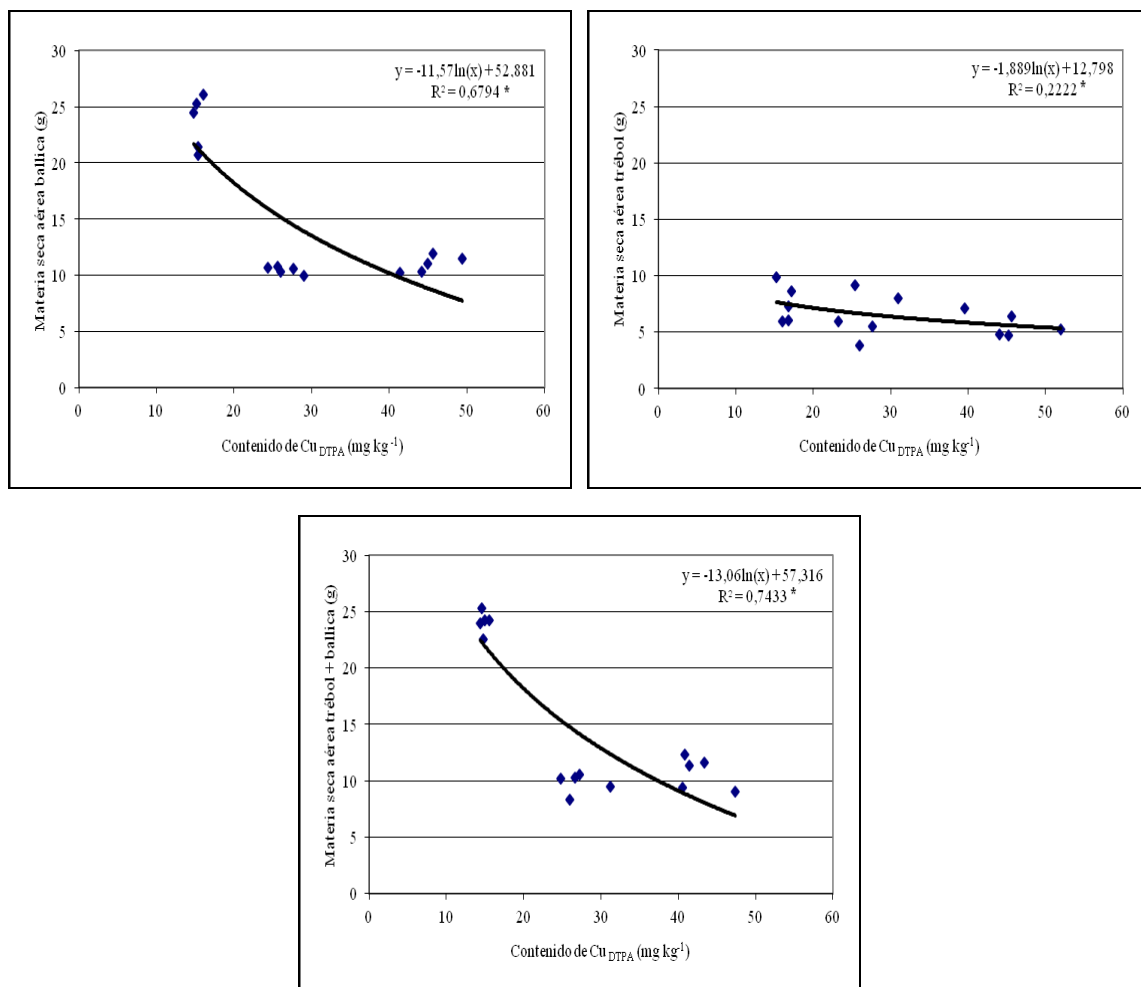 30
25
20
15
10
5
0
Materia seca aérea ballica (g)
y = -11,57ln(x) + 52.881
R² = 0,6794 *
0 10 20 30 40 50 60
Contenido de Cu DTPA (mg kg⁻¹)
30
25
20
15
10
5
0
Materia seca aérea trébol (g)
y = -1,889ln(x) + 12,798
R² = 0,2222 *
0 10 20 30 40 50 60
Contenido de Cu DTPA (mg kg⁻¹)
30
25
20
15
10
5
0
Materia seca aérea trébol + ballica (g)
y = -13,06ln(x) + 57,316
R² = 0,7433 *
0 10 20 30 40 50 60
Contenido de Cu DTPA (mg kg⁻¹)